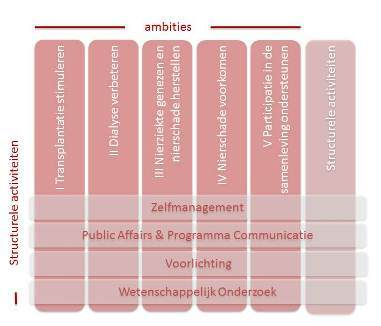 ambities
I Transplantatie stimuleren
II Dialyse verbeteren
III Nierziekte genezen en
nierschade herstellen
IV Nierschade voorkomen
V Participatie in de
samenleving ondersteunen
Structurele activiteiten
Structurele activiteiten
Zelfmanagement
Public Affairs & Programma Communicatie
Voorlichting
Wetenschappelijk Onderzoek